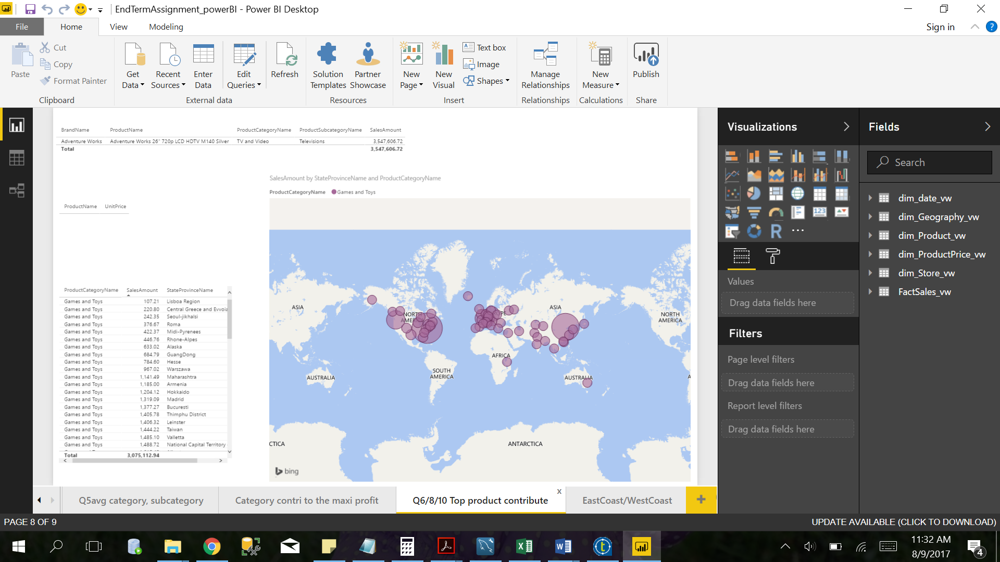 EndTermAssignment_powerBI - Power BI Desktop
File Home View Modeling Sign in ?
Paste Cut Copy Format Painter
Get Data Recent Sources Enter Data Edit Queries Refresh
Solution Templates Partner Showcase
New Page New Visual Text box Image Shapes
Manage Relationships New Measure Publish
Clipboard External data Resources Insert Relationships Calculations Share
BrandName ProductName ProductCategoryName ProductSubcategoryName SalesAmount
Adventure Works Adventure Works 26" 720p LCD HDTV M140 Silver TV and Video Televisions 3,547,606.72
Total 3,547,606.72
SalesAmount by StateProvinceName and ProductCategoryName
ProductCategoryName Games and Toys
ProductName UnitPrice
ProductCategoryName SalesAmount StateProvinceName
Games and Toys 107.21 Lisboa Region
Games and Toys 220.80 Central Greece and Evvoia
Games and Toys 242.35 Seoul-jikhalsi
Games and Toys 376.67 Roma
Games and Toys 422.37 Midi-Pyrenees
Games and Toys 446.76 Rhone-Alpes
Games and Toys 633.02 Alaska
Games and Toys 684.79 GuangDong
Games and Toys 784.60 Hesse
Games and Toys 967.02 Warszawa
Games and Toys 1,141.49 Maharashtra
Games and Toys 1,185.00 Armenia
Games and Toys 1,204.12 Hokkaido
Games and Toys 1,319.09 Madrid
Games and Toys 1,377.27 Bucuresti
Games and Toys 1,405.78 Thimphu District
Games and Toys 1,406.32 Leinster
Games and Toys 1,444.22 Taiwan
Games and Toys 1,485.10 Valletta
Games and Toys 1,488.72 National Capital Territory
Total 3,075,112.94
ASIA
ASIA
NORTH AMERICA
AFRICA
SOUTH AMERICA
AUSTRALIA
AUSTRALIA
CTICA
ANTARCTICA
bing
Visualizations
123
R
Values
Drag data fields here
Filters
Page level filters
Drag data fields here
Report level filters
Drag data fields here
Fields
Search
dim_date_vw
dim_Geography_vw
dim_Product_vw
dim_ProductPrice_vw
dim_Store_vw
FactSales_vw
Q5avg category, subcategory Category contri to the maxi profit Q6/8/10 Top product contribute x EastCoast/WestCoast +
PAGE 8 OF 9 UPDATE AVAILABLE (CLICK TO DOWNLOAD)
11:32 AM
8/9/2017
4